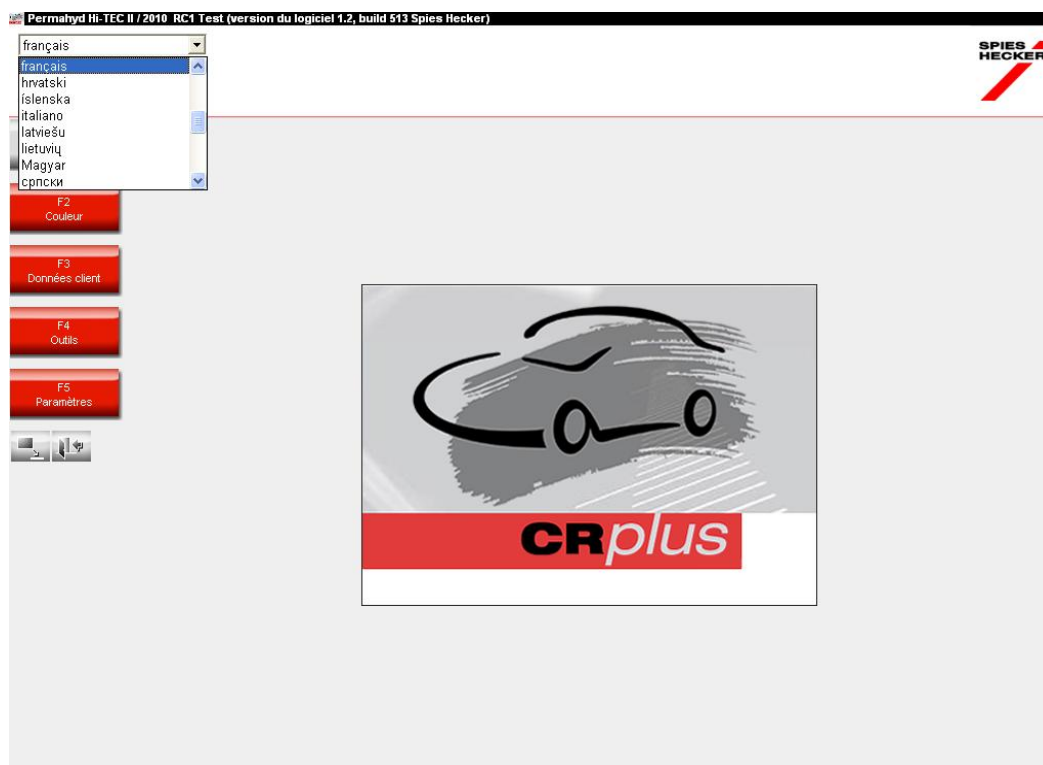 Permahyd Hi-TEC II / 2010 RC1 Test (version du logiciel 1.2, build 513 Spies Hecker)
français
SPIES
HECKER
français
hrvatski
íslenska
italiano
latviešu
lietuvių
Magyar
српски
F2
Couleur
F3
Données client
F4
Outils
F5
Paramètres
CRplus